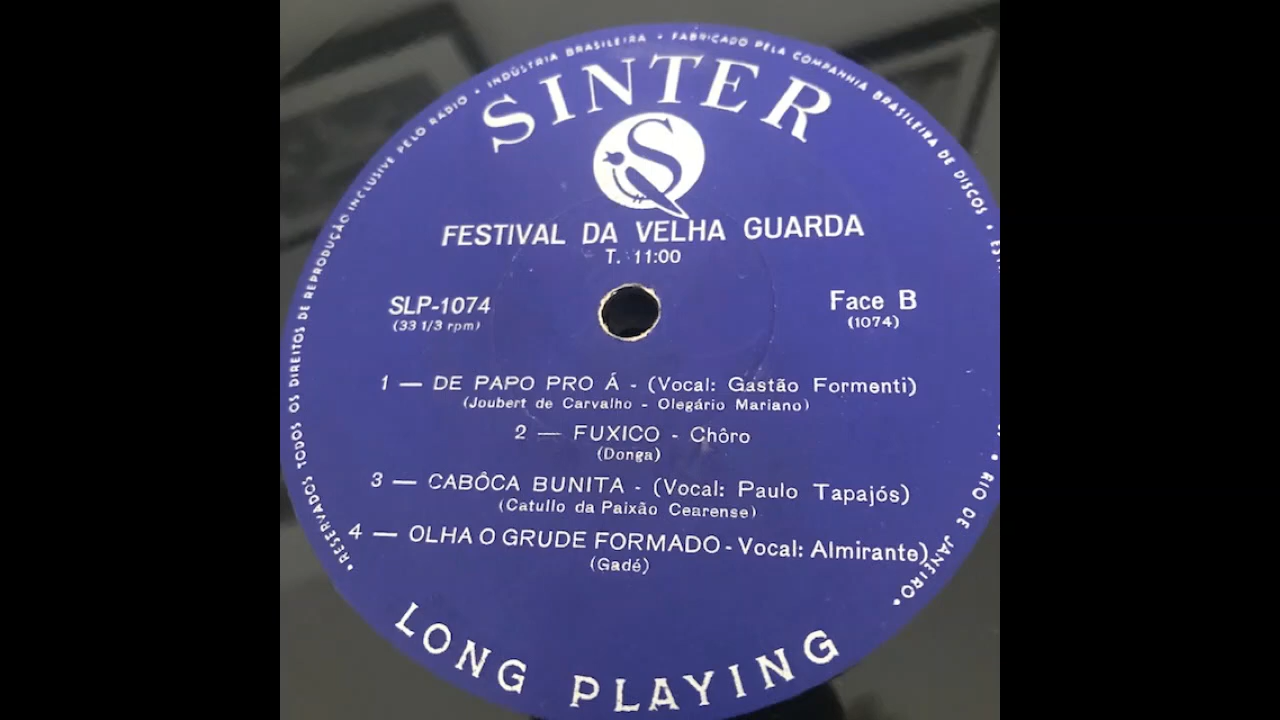 • RESERVADOS TODOS OS DIREITOS DE REPRODUÇÃO INCLUSIVE PELO RÁDIO • INDÚSTRIA BRASILEIRA • FABRICADO PELA COMPANHIA BRASILEIRA DE DISCOS •
• RIO DE JANEIRO •
SINTER
S
FESTIVAL DA VELHA GUARDA
T. 11:00
SLP-1074
(33 1/3 rpm)
Face B
(1074)
1 — DE PAPO PRO Á - (Vocal: Gastão Formenti)
(Joubert de Carvalho - Olegário Mariano)
2 — FUXICO - Chôro
(Donga)
3 — CABÔCA BUNITA - (Vocal: Paulo Tapajós)
(Catullo da Paixão Cearense)
4 — OLHA O GRUDE FORMADO - Vocal: Almirante)
(Gadé)
LONG PLAYING